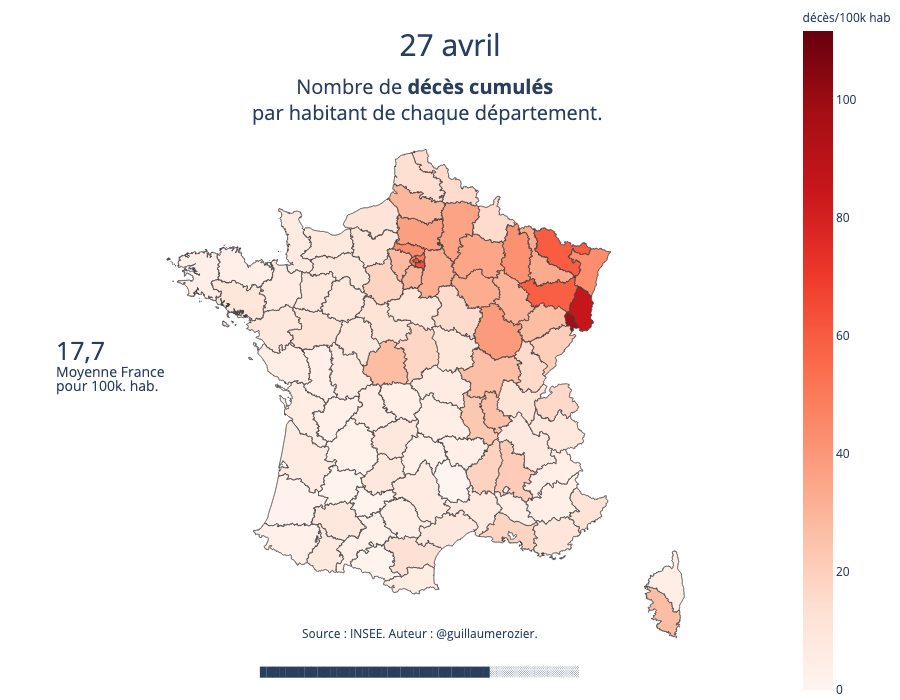 décès/100k hab
27 avril
Nombre de décès cumulés
par habitant de chaque département.
100
80
60
40
20
0
17,7
Moyenne France
pour 100k. hab.
Source : INSEE. Auteur : @guillaumerozier.